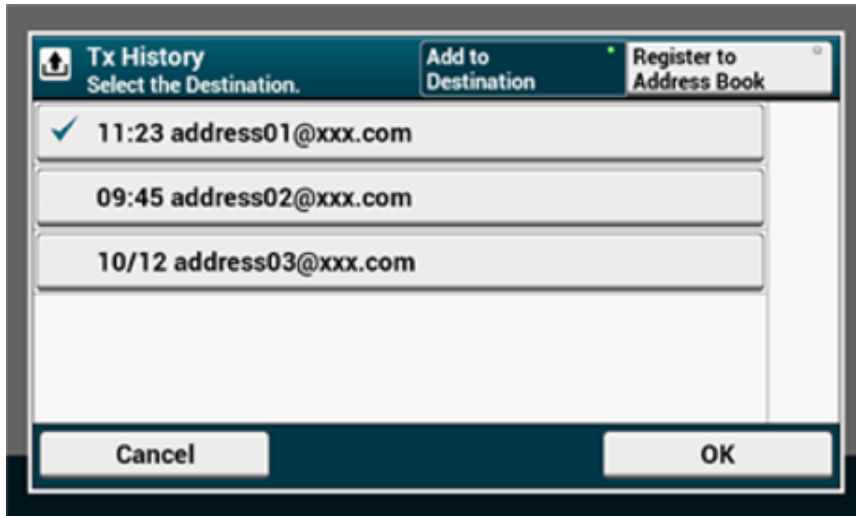 Tx History
Select the Destination.
Add to
Destination
Register to
Address Book
11:23 address01@xxx.com
09:45 address02@xxx.com
10/12 address03@xxx.com
Cancel
OK